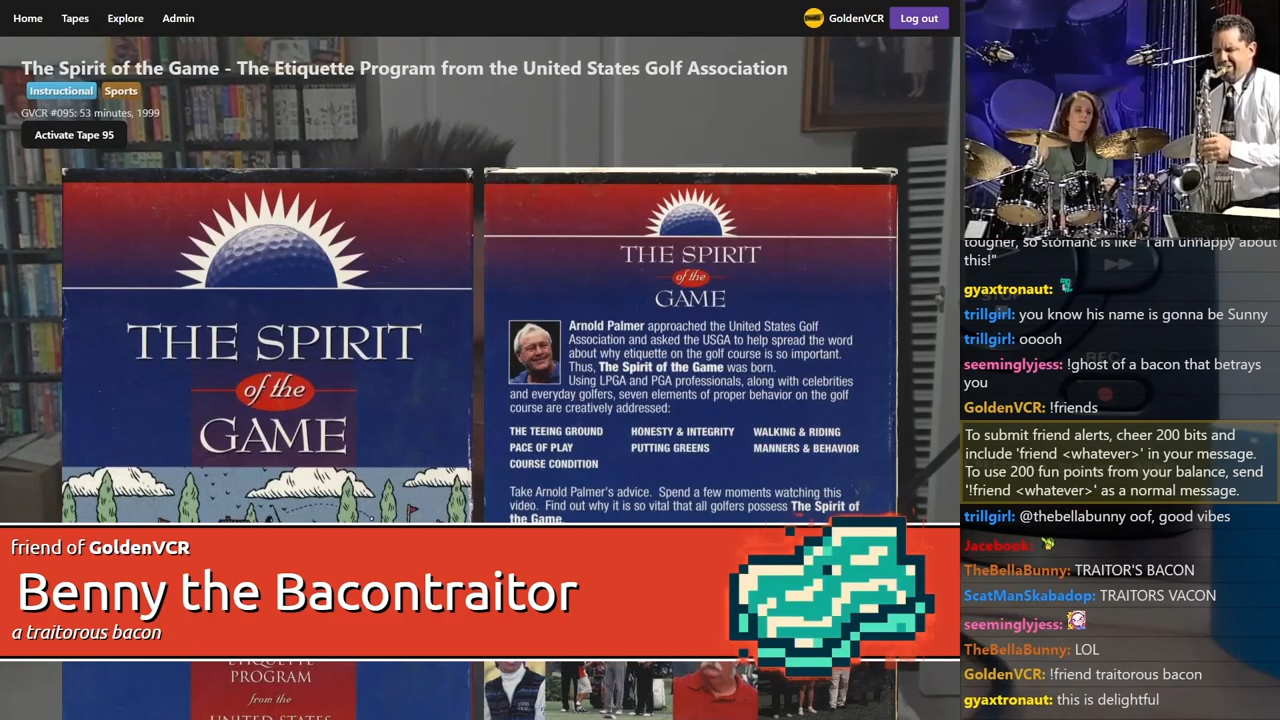 Home
Tapes
Explore
Admin
GoldenVCR
Log out
The Spirit of the Game - The Etiquette Program from the United States Golf Association
Instructional
Sports
GVCR #095: 53 minutes, 1999
Activate Tape 95
THE SPIRIT
of the
GAME
THE SPIRIT
of the
GAME
Arnold Palmer approached the United States Golf
Association and asked the USGA to help spread the word
about why etiquette on the golf course is so important.
Thus, The Spirit of the Game was born.
Using LPGA and PGA professionals, along with celebrities
and everyday golfers, seven elements of proper behavior on the golf
course are creatively addressed:
THE TEEING GROUND
HONESTY & INTEGRITY
WALKING & RIDING
PACE OF PLAY
PUTTING GREENS
MANNERS & BEHAVIOR
COURSE CONDITION
Take Arnold Palmer's advice. Spend a few moments watching this
video. Find out why it is so vital that all golfers possess The Spirit of
the Game.
friend of GoldenVCR
Benny the Bacontraitor
a traitorous bacon
PROGRAM
from the
UNITED STATES
tougher, so stomanc is like "I am unhappy about
this!"
gyaxtronaut:
trillgirl: you know his name is gonna be Sunny
trillgirl: ooooh
seeminglyjess: !ghost of a bacon that betrays
you
GoldenVCR: !friends
To submit friend alerts, cheer 200 bits and
include 'friend <whatever>' in your message.
To use 200 fun points from your balance, send
'!friend <whatever>' as a normal message.
trillgirl: @thebellabunny oof, good vibes
Jacebook:
TheBellaBunny: TRAITOR'S BACON
ScatManSkabadop: TRAITORS VACON
seeminglyjess:
TheBellaBunny: LOL
GoldenVCR: !friend traitorous bacon
gyaxtronaut: this is delightful